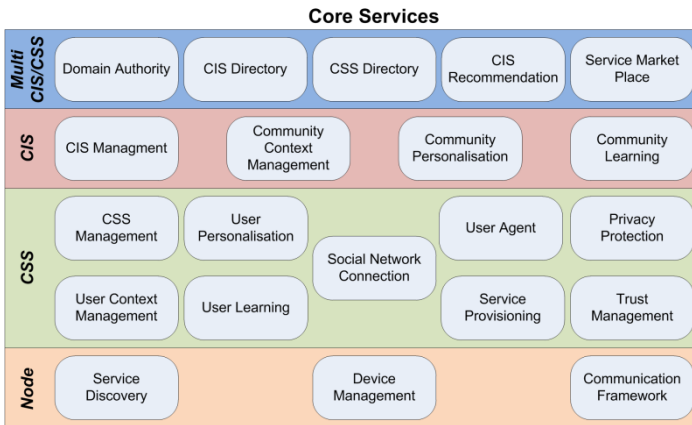 Core Services
Multi
CIS/CSS
Domain Authority
CIS Directory
CSS Directory
CIS
Recommendation
Service Market
Place
CIS
CIS Managment
Community
Context
Management
Community
Personalisation
Community
Learning
CSS
CSS
Management
User
Personalisation
Social Network
Connection
User Agent
Privacy
Protection
User Context
Management
User Learning
Service
Provisioning
Trust
Management
Node
Service
Discovery
Device
Management
Communication
Framework